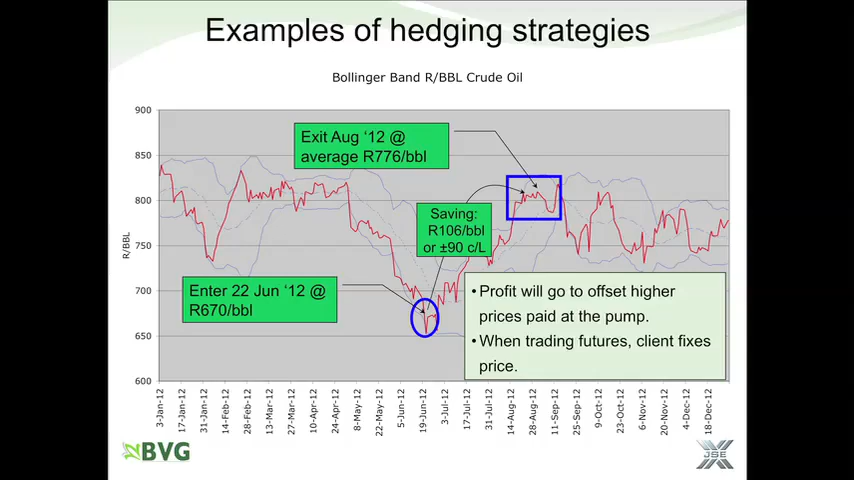 Examples of hedging strategies
Bollinger Band R/BBL Crude Oil
900
850
800
750
700
650
600
R/BBL
Exit Aug ‘12 @
average R776/bbl
Saving:
R106/bbl
or ±90 c/L
Enter 22 Jun ‘12 @
R670/bbl
• Profit will go to offset higher
prices paid at the pump.
• When trading futures, client fixes
price.
3-Jan-12
17-Jan-12
31-Jan-12
14-Feb-12
28-Feb-12
13-Mar-12
27-Mar-12
10-Apr-12
24-Apr-12
8-May-12
22-May-12
5-Jun-12
19-Jun-12
3-Jul-12
17-Jul-12
31-Jul-12
14-Aug-12
28-Aug-12
11-Sep-12
25-Sep-12
9-Oct-12
23-Oct-12
6-Nov-12
20-Nov-12
4-Dec-12
18-Dec-12
BVG
JSE